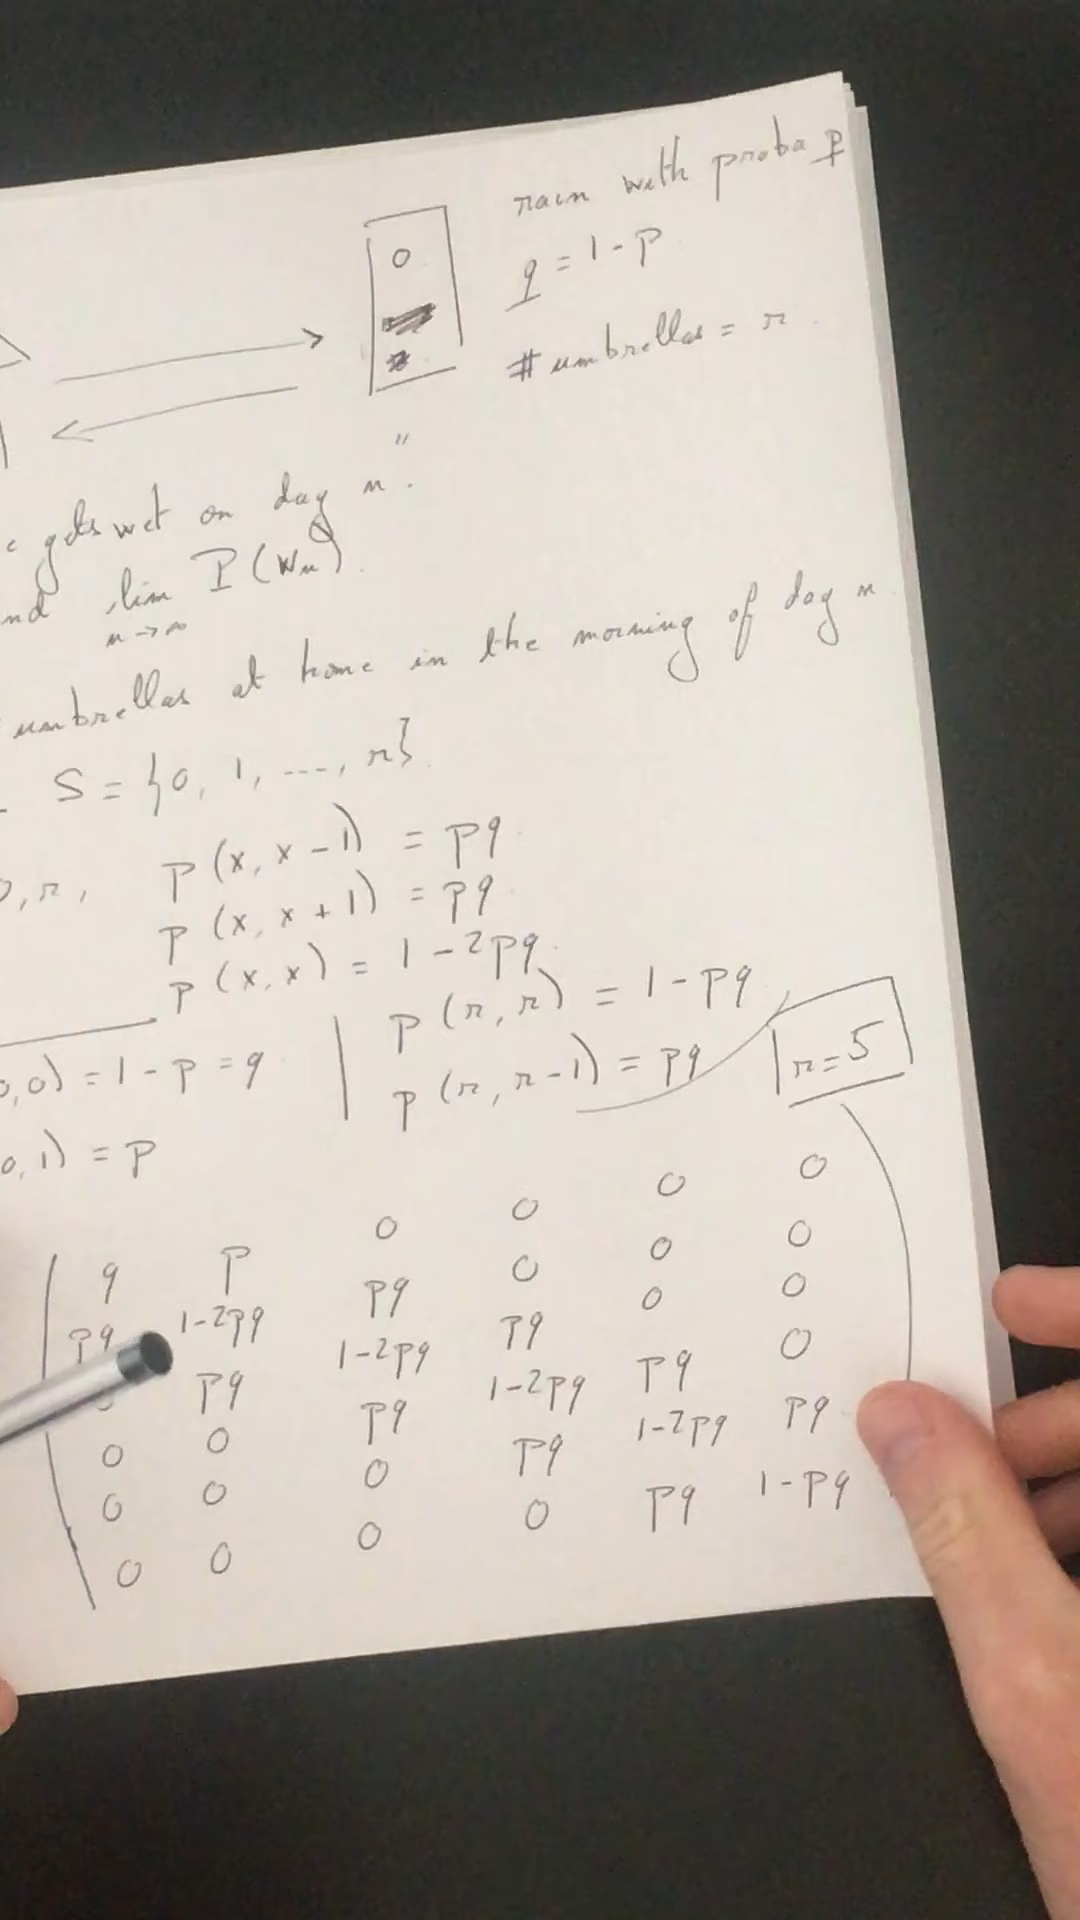 rain with proba p
q = 1 - p
# umbrellas = r
"
gets wet on day n.
lim P(Wn).
n→∞
umbrellas at home in the morning of day n
S = {0, 1, ..., r}
0, r, p(x, x-1) = pq
p(x, x+1) = pq
p(x, x) = 1 - 2pq
0,0) = 1 - p = q | p(r, r) = 1 - pq
0,1) = p | p(r, r-1) = pq
r=5
q p 0 0 0 0
pq 1-2pq pq 0 0 0
pq 1-2pq pq 0 0
0 0 pq 1-2pq pq 0
0 0 0 pq 1-2pq pq
0 0 0 0 pq 1-pq